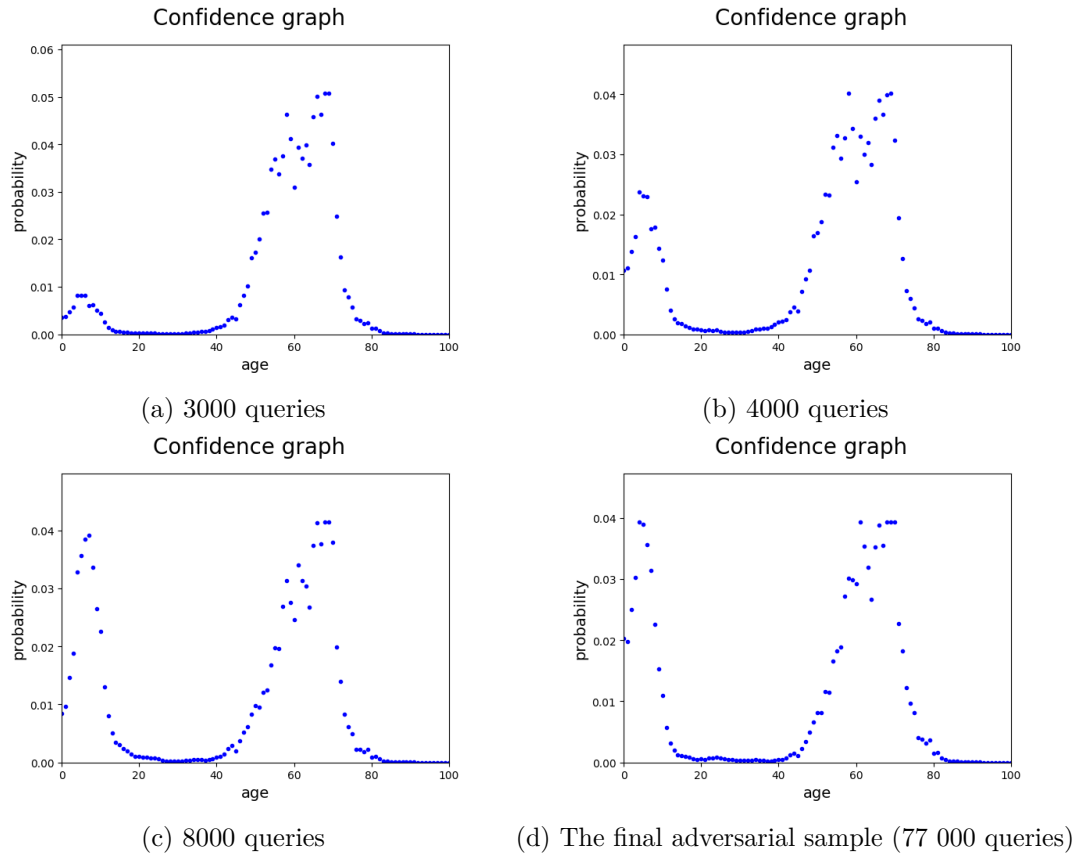 Confidence graph
0.06
0.05
0.04
0.03
0.02
0.01
0.00
probability
0 20 40 60 80 100
age
(a) 3000 queries
Confidence graph
0.04
0.03
0.02
0.01
0.00
probability
0 20 40 60 80 100
age
(b) 4000 queries
Confidence graph
0.04
0.03
0.02
0.01
0.00
probability
0 20 40 60 80 100
age
(c) 8000 queries
Confidence graph
0.04
0.03
0.02
0.01
0.00
probability
0 20 40 60 80 100
age
(d) The final adversarial sample (77 000 queries)